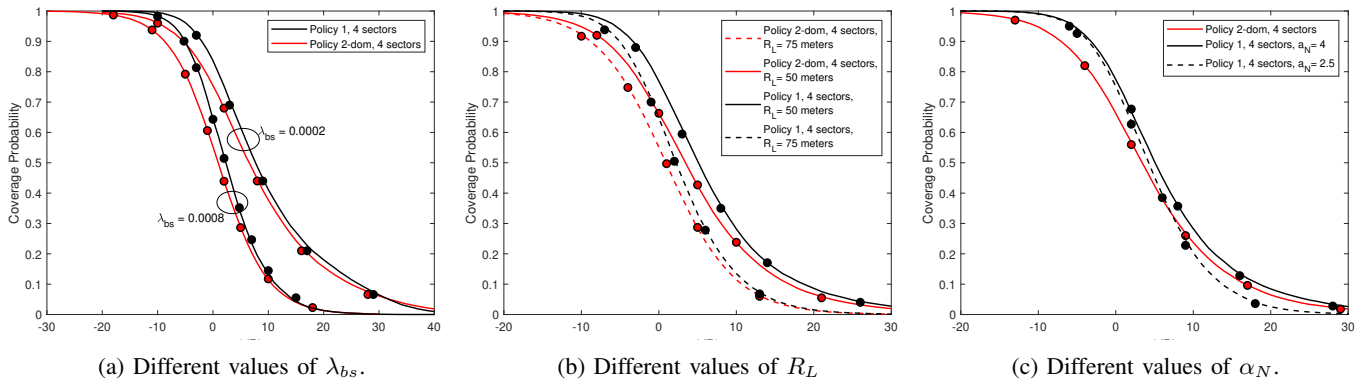 Coverage Probability
1
0.9
0.8
0.7
0.6
0.5
0.4
0.3
0.2
0.1
0
-30
-20
-10
0
10
20
30
40
Policy 1, 4 sectors
Policy 2-dom, 4 sectors
λbs = 0.0002
λbs = 0.0008
(a) Different values of λbs.
Coverage Probability
1
0.9
0.8
0.7
0.6
0.5
0.4
0.3
0.2
0.1
0
-20
-10
0
10
20
30
Policy 2-dom, 4 sectors,
RL= 75 meters
Policy 2-dom, 4 sectors,
RL= 50 meters
Policy 1, 4 sectors,
RL= 50 meters
Policy 1, 4 sectors,
RL= 75 meters
(b) Different values of RL
Coverage Probability
1
0.9
0.8
0.7
0.6
0.5
0.4
0.3
0.2
0.1
0
-20
-10
0
10
20
30
Policy 2-dom, 4 sectors
Policy 1, 4 sectors, aN= 4
Policy 1, 4 sectors, aN= 2.5
(c) Different values of αN.